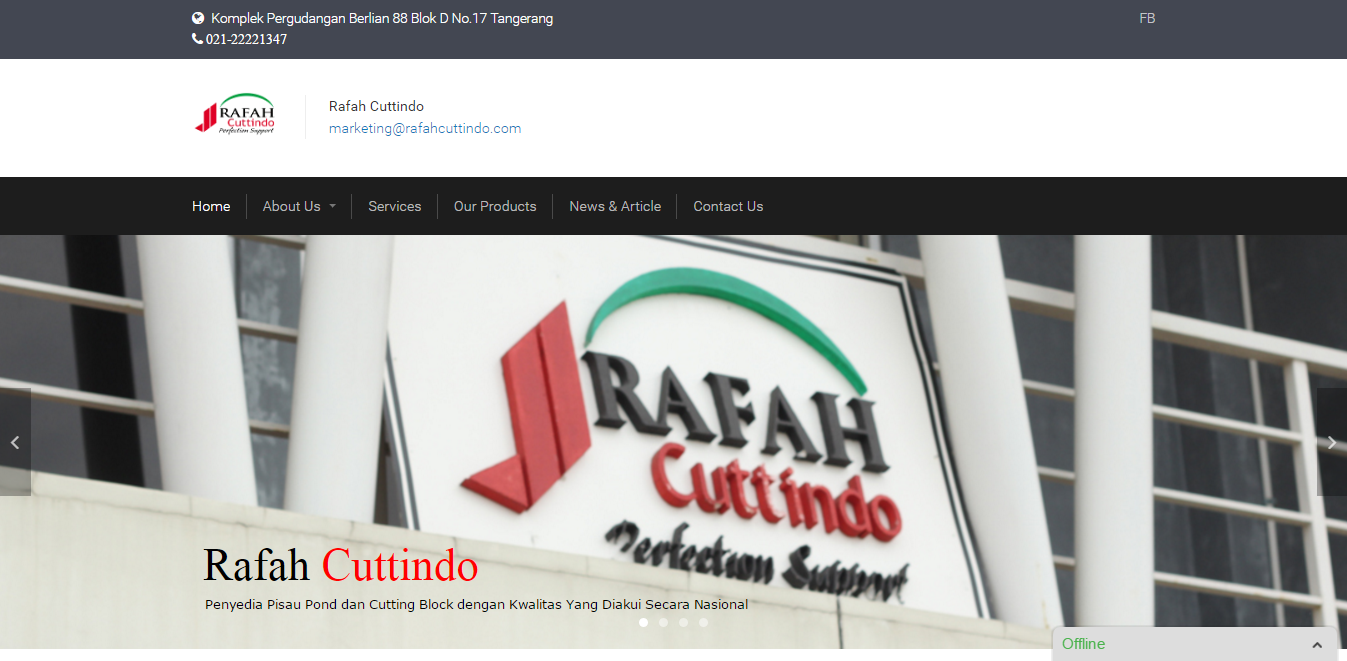 Komplek Pergudangan Berlian 88 Blok D No.17 Tangerang
FB
021-22221347
RAFAH
Cuttindo
Perfection Support
Rafah Cuttindo
marketing@rafahcuttindo.com
Home
About Us
Services
Our Products
News & Article
Contact Us
RAFAH
Cuttindo
Perfection Support
Rafah Cuttindo
Penyedia Pisau Pond dan Cutting Block dengan Kwalitas Yang Diakui Secara Nasional
Offline